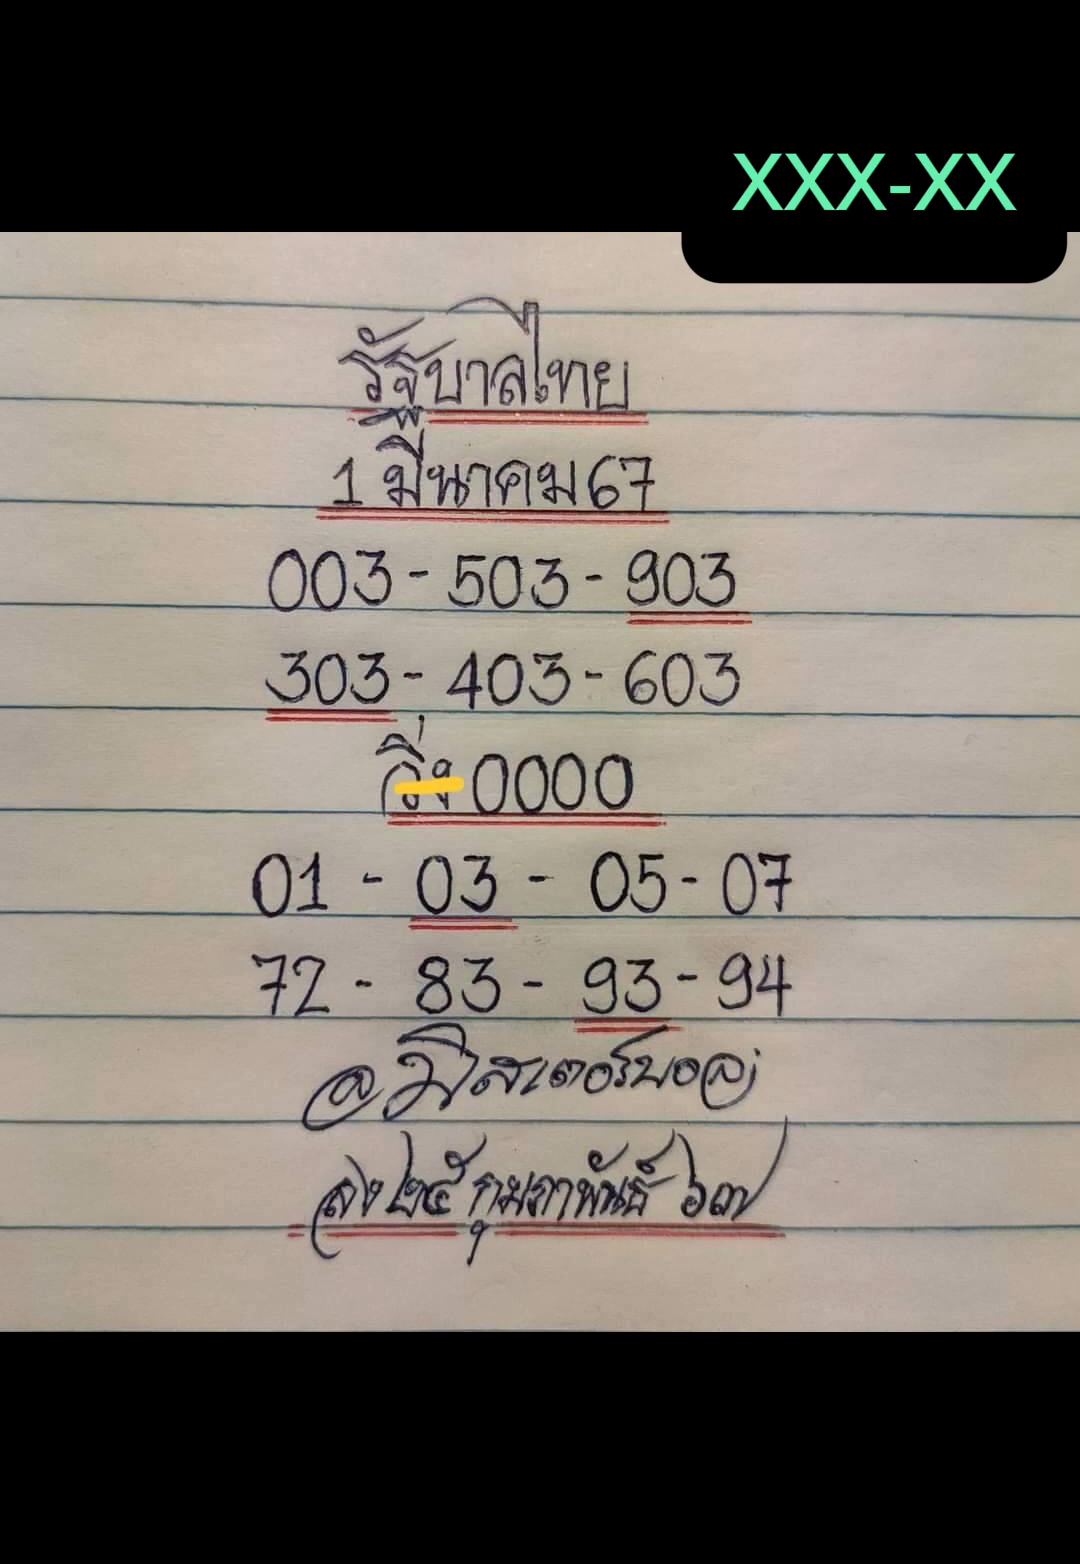 XXX-XX
รัฐบาลไทย
1 มีนาคม 67
003 - 503 - 903
303 - 403 - 603
วิ่ง 0000
01 - 03 - 05 - 07
72 - 83 - 93 - 94
@มิสเตอร์บอล
ลง ๒๕ กุมภาพันธ์ ๖๗